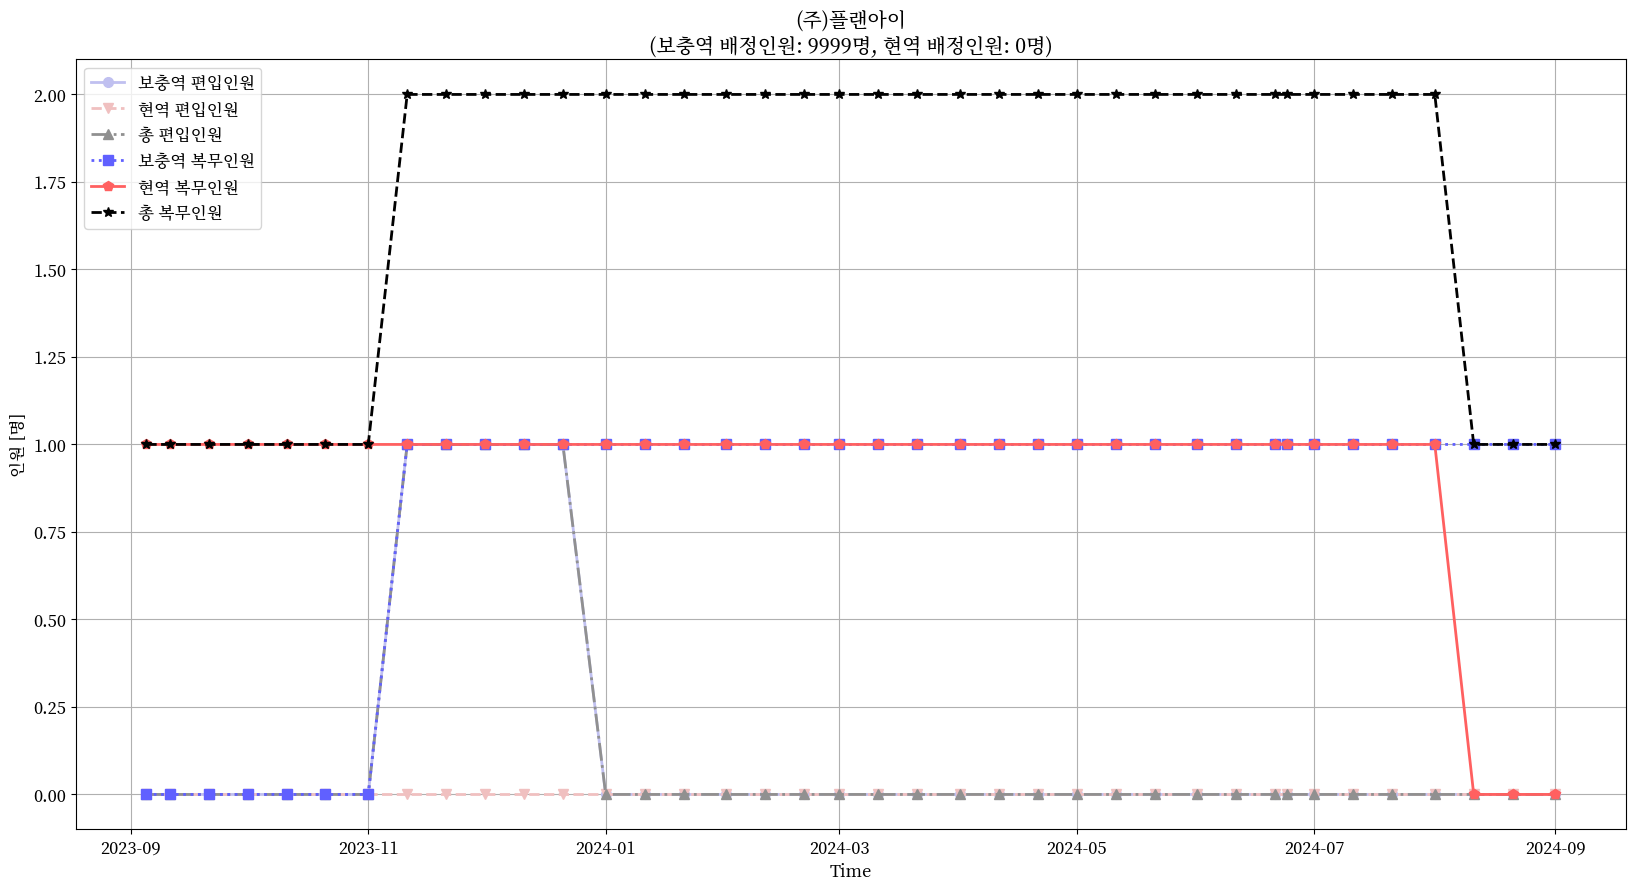 (주)플랜아이
(보충역 배정인원: 9999명, 현역 배정인원: 0명)
보충역 편입인원
현역 편입인원
총 편입인원
보충역 복무인원
현역 복무인원
총 복무인원
인원 [명]
2.00
1.75
1.50
1.25
1.00
0.75
0.50
0.25
0.00
2023-09 2023-11 2024-01 2024-03 2024-05 2024-07 2024-09
Time